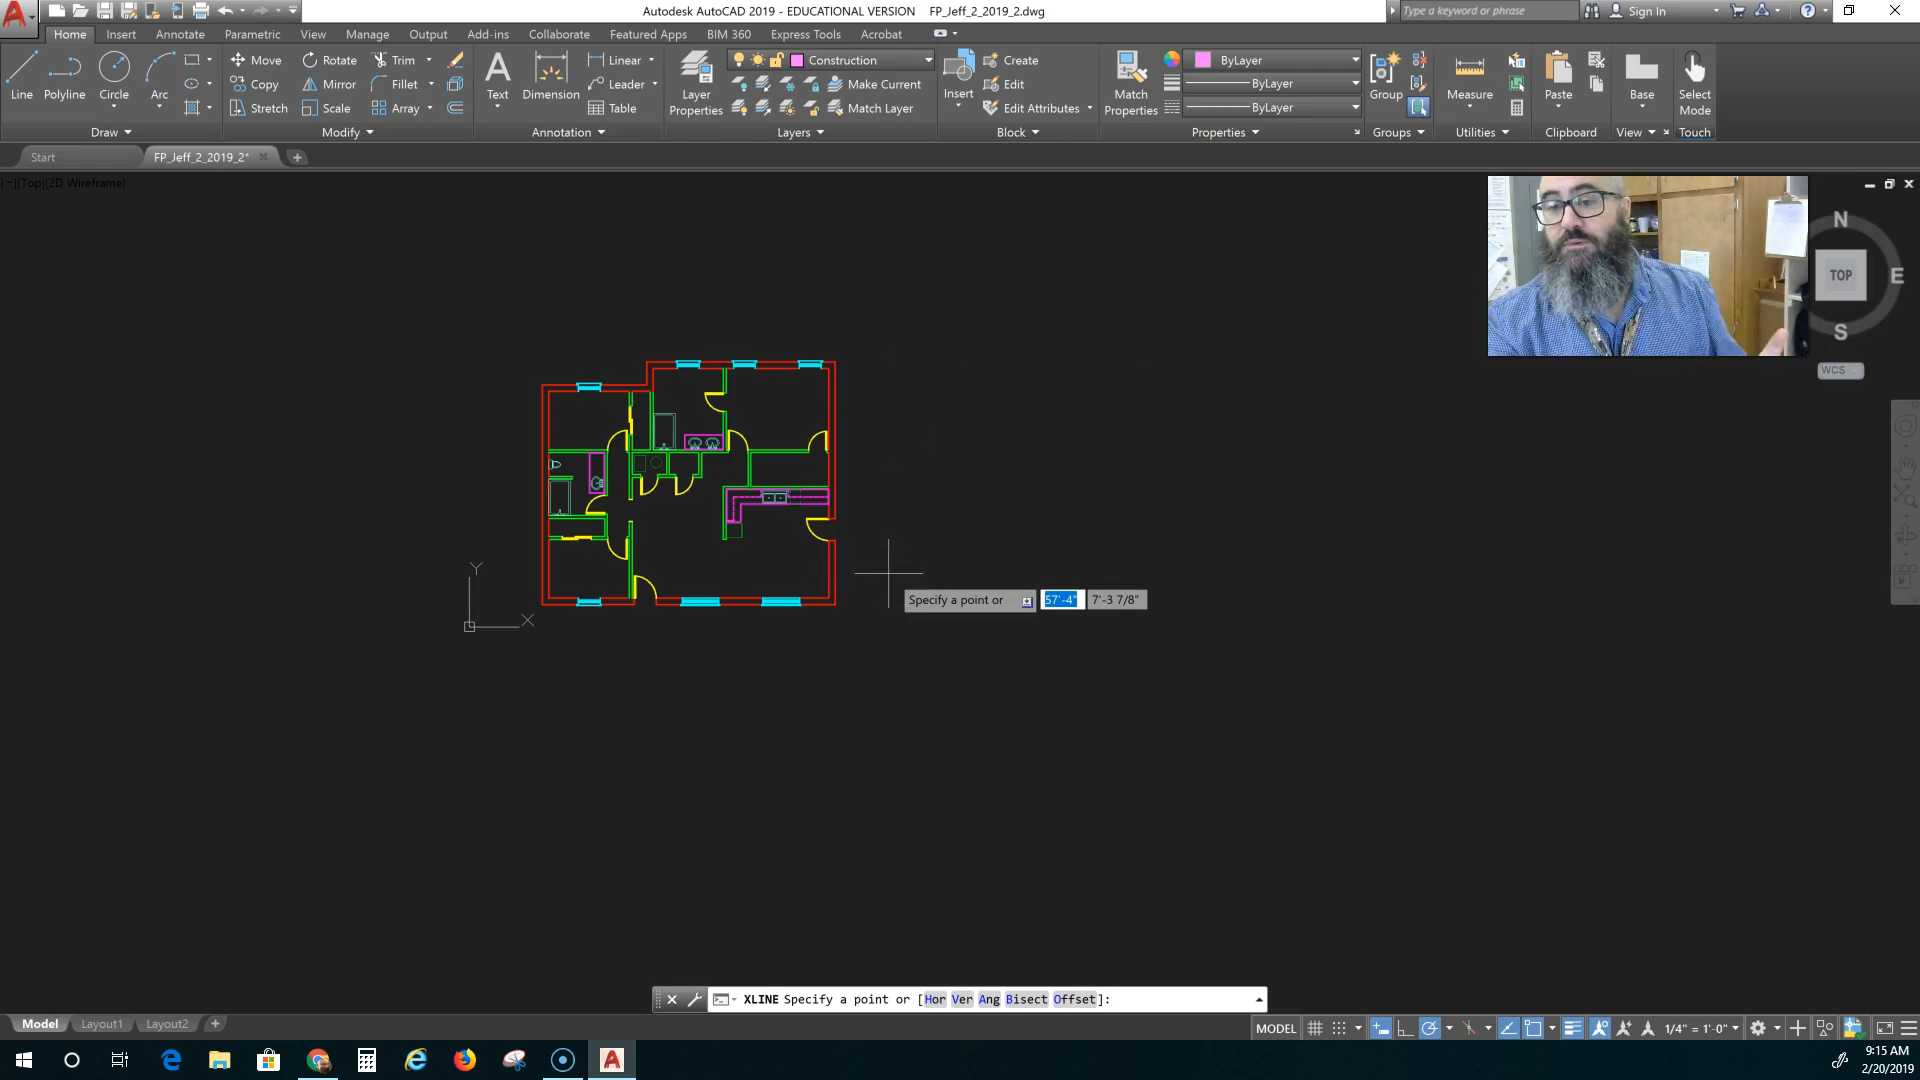 Autodesk AutoCAD 2019 - EDUCATIONAL VERSION FP_Jeff_2_2019_2.dwg
Type a keyword or phrase
Sign In
Home Insert Annotate Parametric View Manage Output Add-ins Collaborate Featured Apps BIM 360 Express Tools Acrobat
Line Polyline Circle Arc
Move Rotate Trim
Copy Mirror Fillet
Stretch Scale Array
Text Dimension
Linear
Leader
Table
Layer Properties
Construction
Make Current
Match Layer
Insert
Create
Edit
Edit Attributes
Match Properties
ByLayer
ByLayer
ByLayer
Group
Measure
Paste
Base
Select Mode
Draw Modify Annotation Layers Block Properties Groups Utilities Clipboard View Touch
Start FP_Jeff_2_2019_2*
[−][Top][2D Wireframe]
N
TOP
E
S
WCS
Y
X
Specify a point or 57'-4" 7'-3 7/8"
XLINE Specify a point or [Hor Ver Ang Bisect Offset]:
Model Layout1 Layout2
MODEL 1/4" = 1'-0"
9:15 AM
2/20/2019